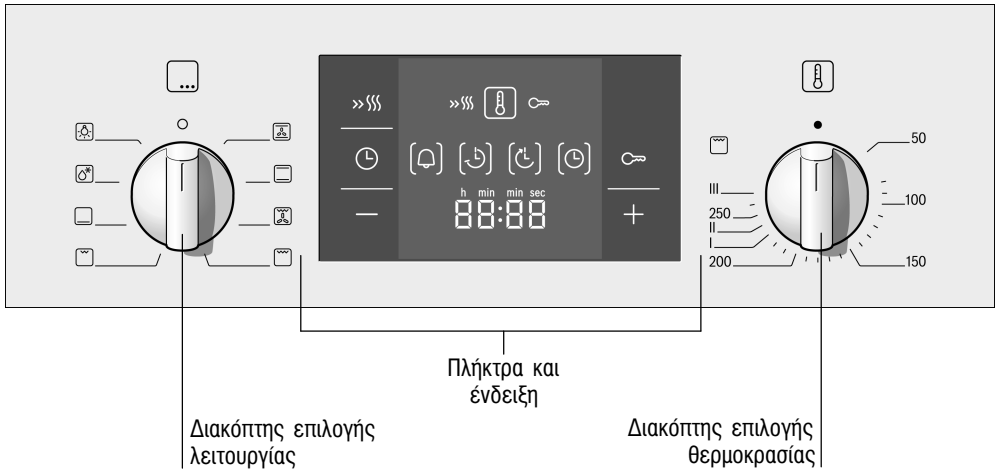 h min min sec
88:88
50
100
150
200
I
II
250
III
Πλήκτρα και
ένδειξη
Διακόπτης επιλογής
λειτουργίας
Διακόπτης επιλογής
θερμοκρασίας